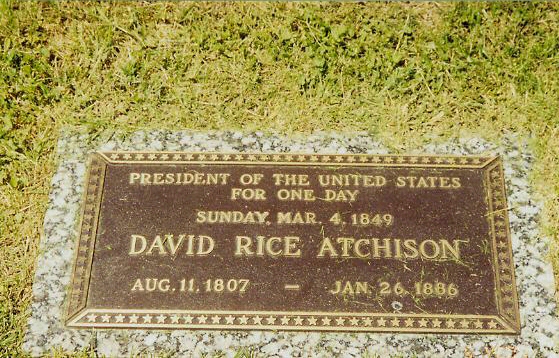 PRESIDENT OF THE UNITED STATES
FOR ONE DAY
SUNDAY, MAR. 4, 1849
DAVID RICE ATCHISON
AUG. 11, 1807 — JAN. 26, 1886